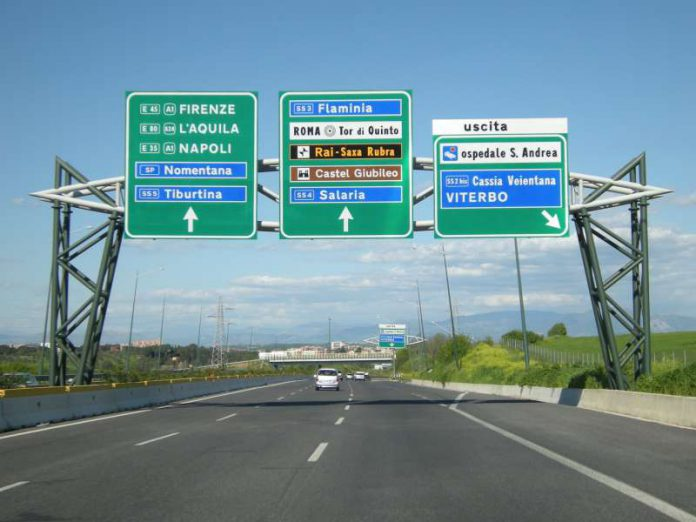 E 45 A1 FIRENZE
E 80 A24 L'AQUILA
E 35 A1 NAPOLI
SP Nomentana
SS5 Tiburtina
SS3 Flaminia
ROMA Tor di Quinto
Rai-Saxa Rubra
Castel Giubileo
SS4 Salaria
uscita
ospedale S. Andrea
SS2 bis Cassia Veientana
VITERBO